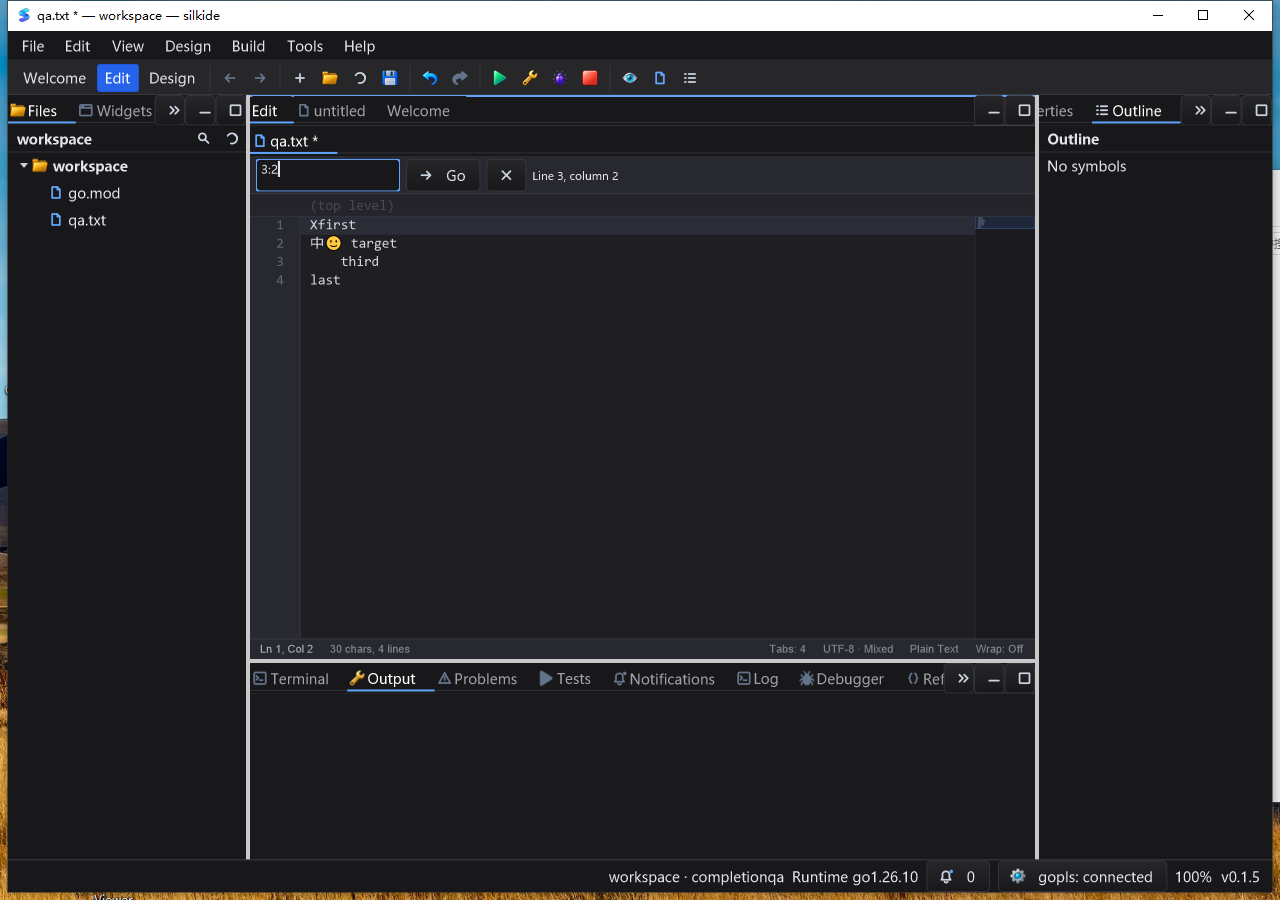 qa.txt * — workspace — silkide
File Edit View Design Build Tools Help
Welcome Edit Design
Files Widgets
Edit untitled Welcome
erties Outline
workspace
qa.txt *
Outline
3:2 Go Line 3, column 2
workspace
No symbols
go.mod
qa.txt
(top level)
1 Xfirst
2 中🙂 target
3 third
4 last
Ln 1, Col 2 30 chars, 4 lines Tabs: 4 UTF-8 · Mixed Plain Text Wrap: Off
Terminal Output Problems Tests Notifications Log Debugger Ref
workspace · completionqa Runtime go1.26.10 0 gopls: connected 100% v0.1.5